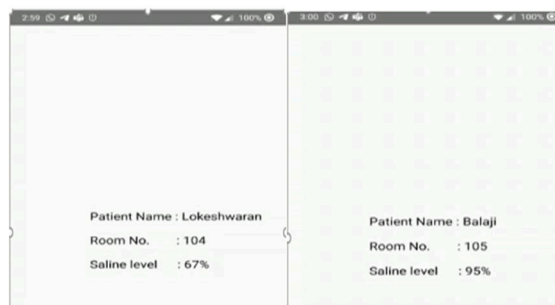 2:59 100%
Patient Name : Lokeshwaran
Room No. : 104
Saline level : 67%
3:00 100%
Patient Name : Balaji
Room No. : 105
Saline level : 95%